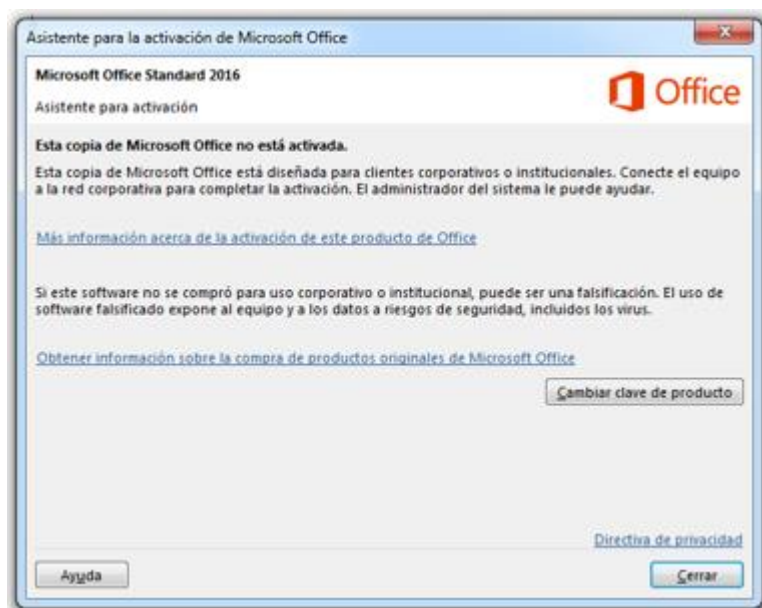 Asistente para la activación de Microsoft Office
Microsoft Office Standard 2016
Office
Asistente para activación
Esta copia de Microsoft Office no está activada.
Esta copia de Microsoft Office está diseñada para clientes corporativos o institucionales. Conecte el equipo
a la red corporativa para completar la activación. El administrador del sistema le puede ayudar.
Más información acerca de la activación de este producto de Office
Si este software no se compró para uso corporativo o institucional, puede ser una falsificación. El uso de
software falsificado expone al equipo y a los datos a riesgos de seguridad, incluidos los virus.
Obtener información sobre la compra de productos originales de Microsoft Office
Cambiar clave de producto
Directiva de privacidad
Ayuda
Cerrar